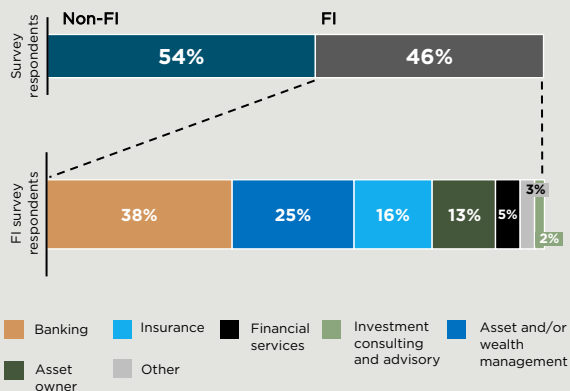 Non-FI
FI
Survey
respondents
54%
46%
FI survey
respondents
38%
25%
16%
13%
5%
3%
2%
Banking
Insurance
Financial
services
Investment
consulting
and advisory
Asset and/or
wealth
management
Asset
owner
Other